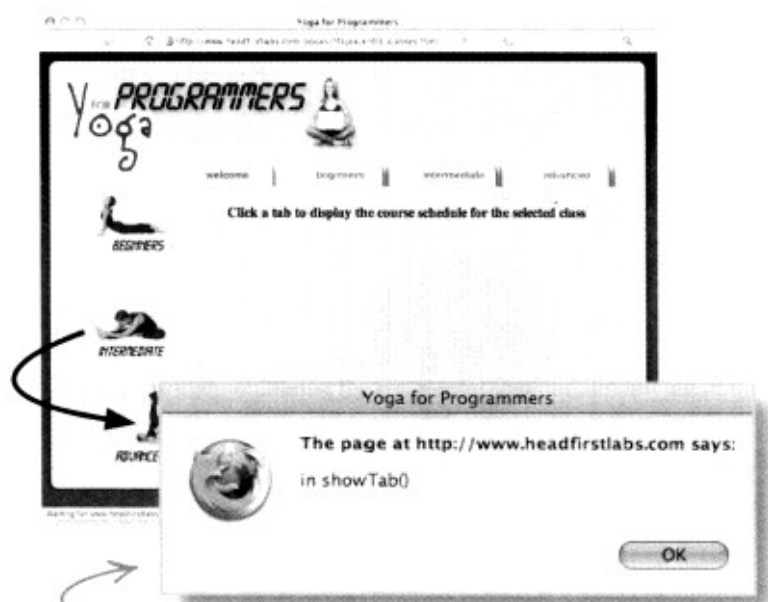 Yoga for Programmers
Yoga FOR PROGRAMMERS
welcome beginners intermediate advanced
Click a tab to display the course schedule for the selected class
BEGINNERS
INTERMEDIATE
ADVANCE
Yoga for Programmers
The page at http://www.headfirstlabs.com says:
in showTab()
OK